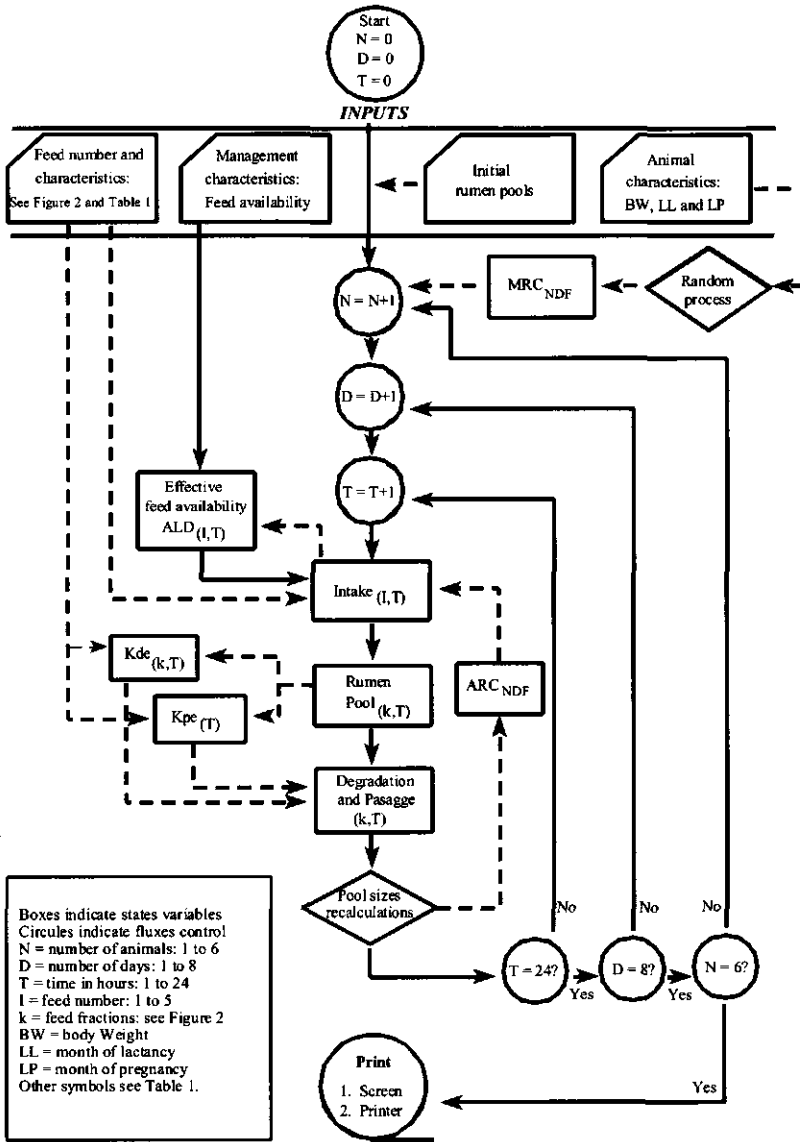 Start
N = 0
D = 0
T = 0
INPUTS
Feed number and
characteristics:
See Figure 2 and Table 1
Management
characteristics:
Feed availability
Initial
rumen pools
Animal
characteristics:
BW, LL and LP
N = N+1
MRC NDF
Random
process
D = D+1
T = T+1
Effective
feed availability
ALD (I,T)
Intake (I,T)
Kde (k,T)
Kpe (T)
Rumen
Pool (k,T)
ARC NDF
Degradation
and Pasagge
(k,T)
Pool sizes
recalculations
No
No
No
T = 24?
Yes
D = 8?
Yes
N = 6?
Yes
Boxes indicate states variables
Circules indicate fluxes control
N = number of animals: 1 to 6
D = number of days: 1 to 8
T = time in hours: 1 to 24
I = feed number: 1 to 5
k = feed fractions: see Figure 2
BW = body Weight
LL = month of lactancy
LP = month of pregnancy
Other symbols see Table 1.
Print
1. Screen
2. Printer